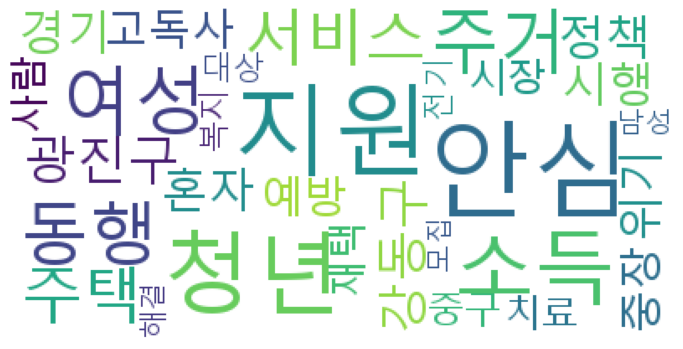 경기
고독사
서비스
주거
정책
사람
여성
대상
복지
지원
전기
시장
시행
남성
광진구
혼자
예방
안심
위기
동행
청년
재택
강동구
모집
소득
중장
주택
해결
중구
치료